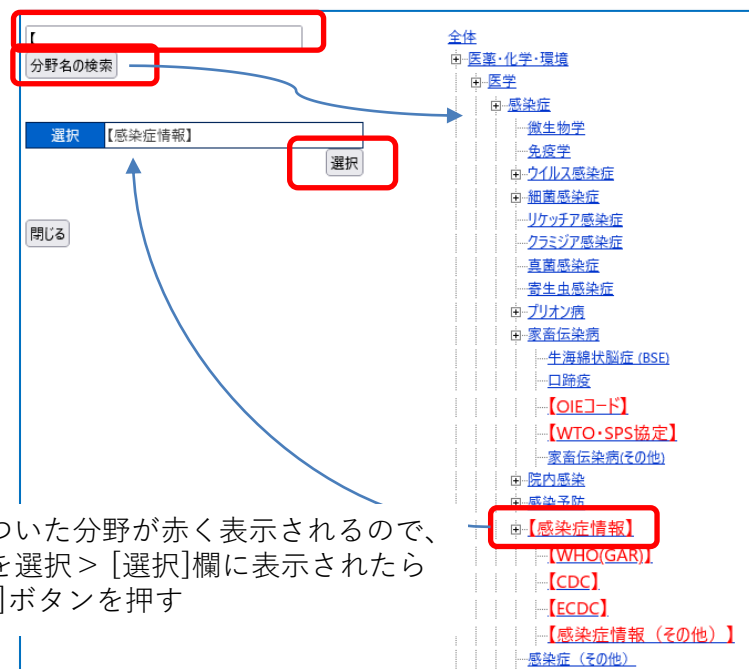 【
分野名の検索
選択 【感染症情報】
選択
閉じる
ついた分野が赤く表示されるので、
を選択＞ [選択]欄に表示されたら
]ボタンを押す
全体
医薬・化学・環境
医学
感染症
微生物学
免疫学
ウイルス感染症
細菌感染症
リケッチア感染症
クラミジア感染症
真菌感染症
寄生虫感染症
プリオン病
家畜伝染病
牛海綿状脳症 (BSE)
口蹄疫
【OIEコード】
【WTO・SPS協定】
家畜伝染病(その他)
院内感染
感染予防
【感染症情報】
【WHO(GAR)】
【CDC】
【ECDC】
【感染症情報（その他）】
感染症（その他）